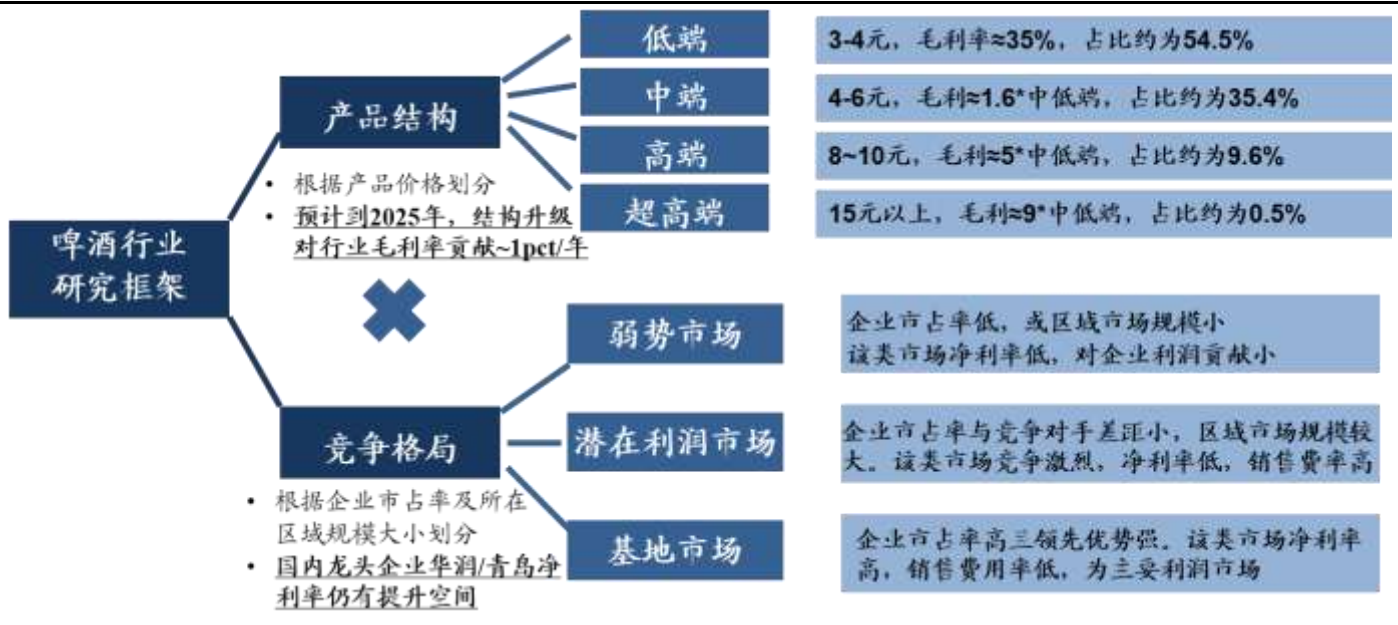 啤酒行业
研究框架
产品结构
• 根据产品价格划分
• 预计到2025年，结构升级
对行业毛利率贡献~1pct/年
低端
3-4元，毛利率≈35%，占比约为54.5%
中端
4-6元，毛利≈1.6*中低端，占比约为35.4%
高端
8~10元，毛利≈5*中低端，占比约为9.6%
超高端
15元以上，毛利≈9*中低端，占比约为0.5%
竞争格局
• 根据企业市占率及所在
区域规模大小划分
• 国内龙头企业华润/青岛净
利率仍有提升空间
弱势市场
企业市占率低，或区域市场规模小
该类市场净利率低，对企业利润贡献小
潜在利润市场
企业市占率与竞争对手差距小，区域市场规模较
大。该类市场竞争激烈，净利率低，销售费率高
基地市场
企业市占率高三领先优势强。该类市场净利率
高，销售费用率低，为主要利润市场